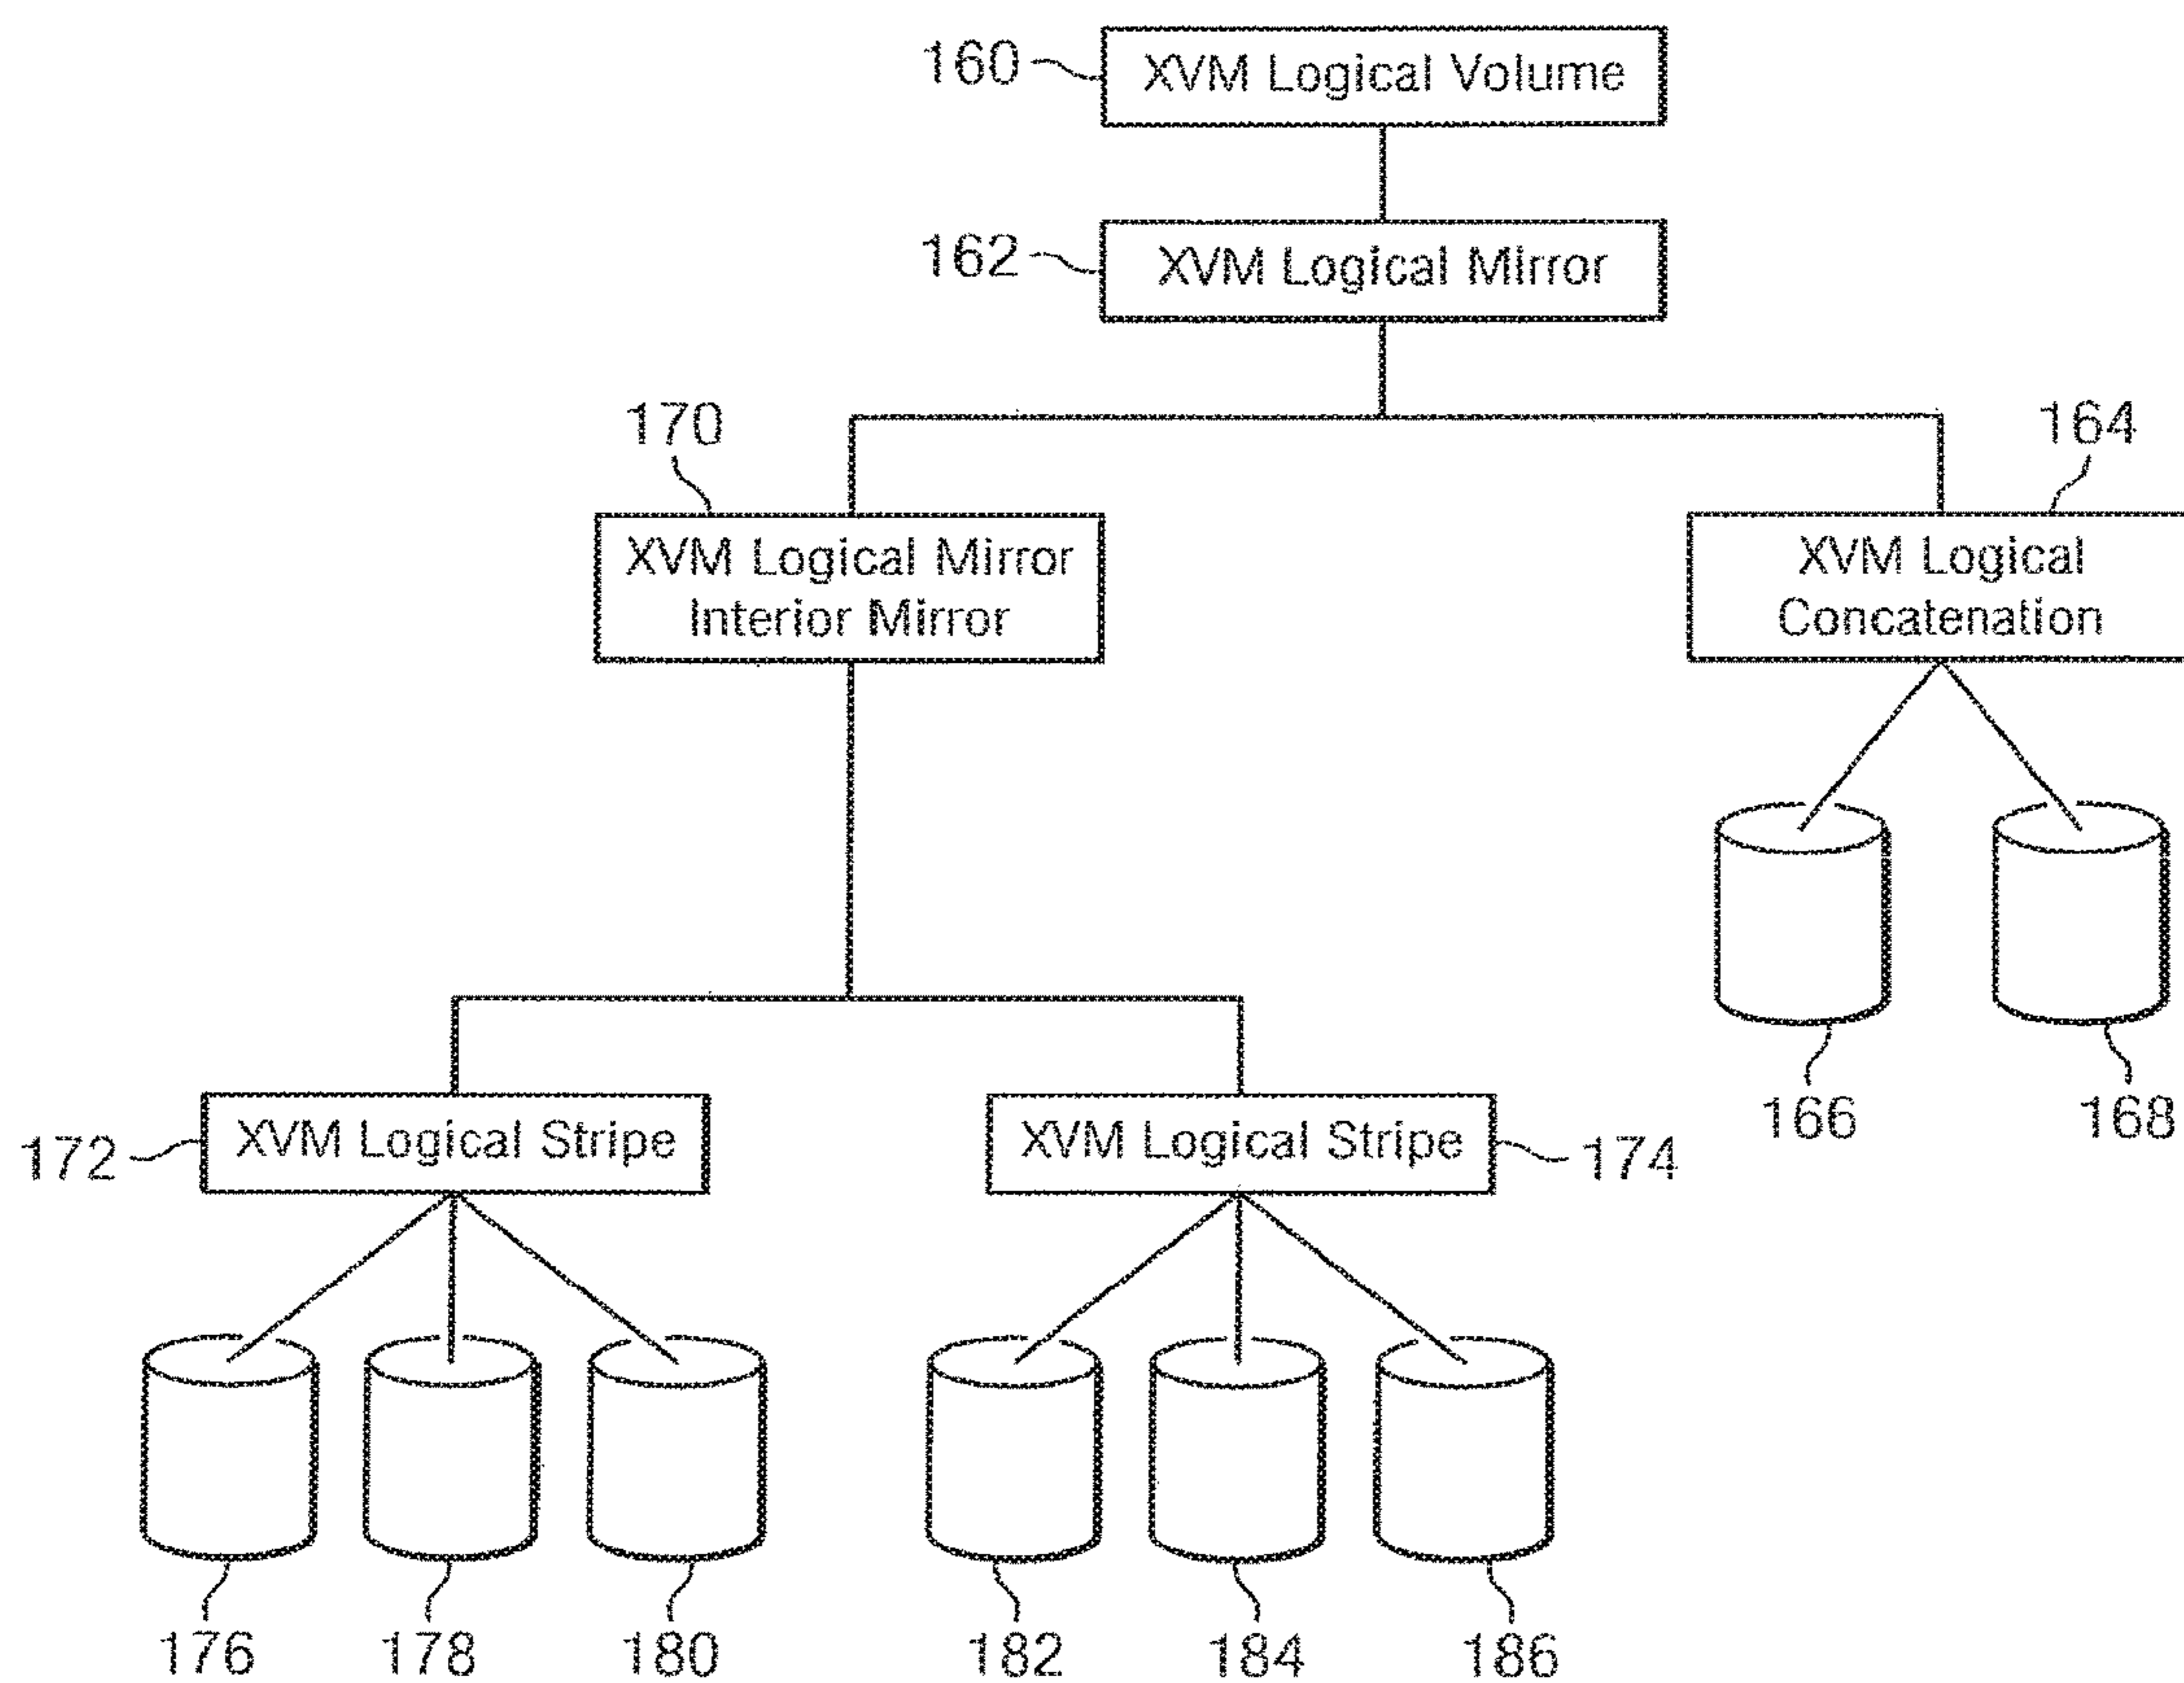 160
XVM Logical Volume
162
XVM Logical Mirror
170
164
XVM Logical Mirror
Interior Mirror
XVM Logical
Concatenation
166
168
172
XVM Logical Stripe
XVM Logical Stripe
174
176
178
180
182
184
186